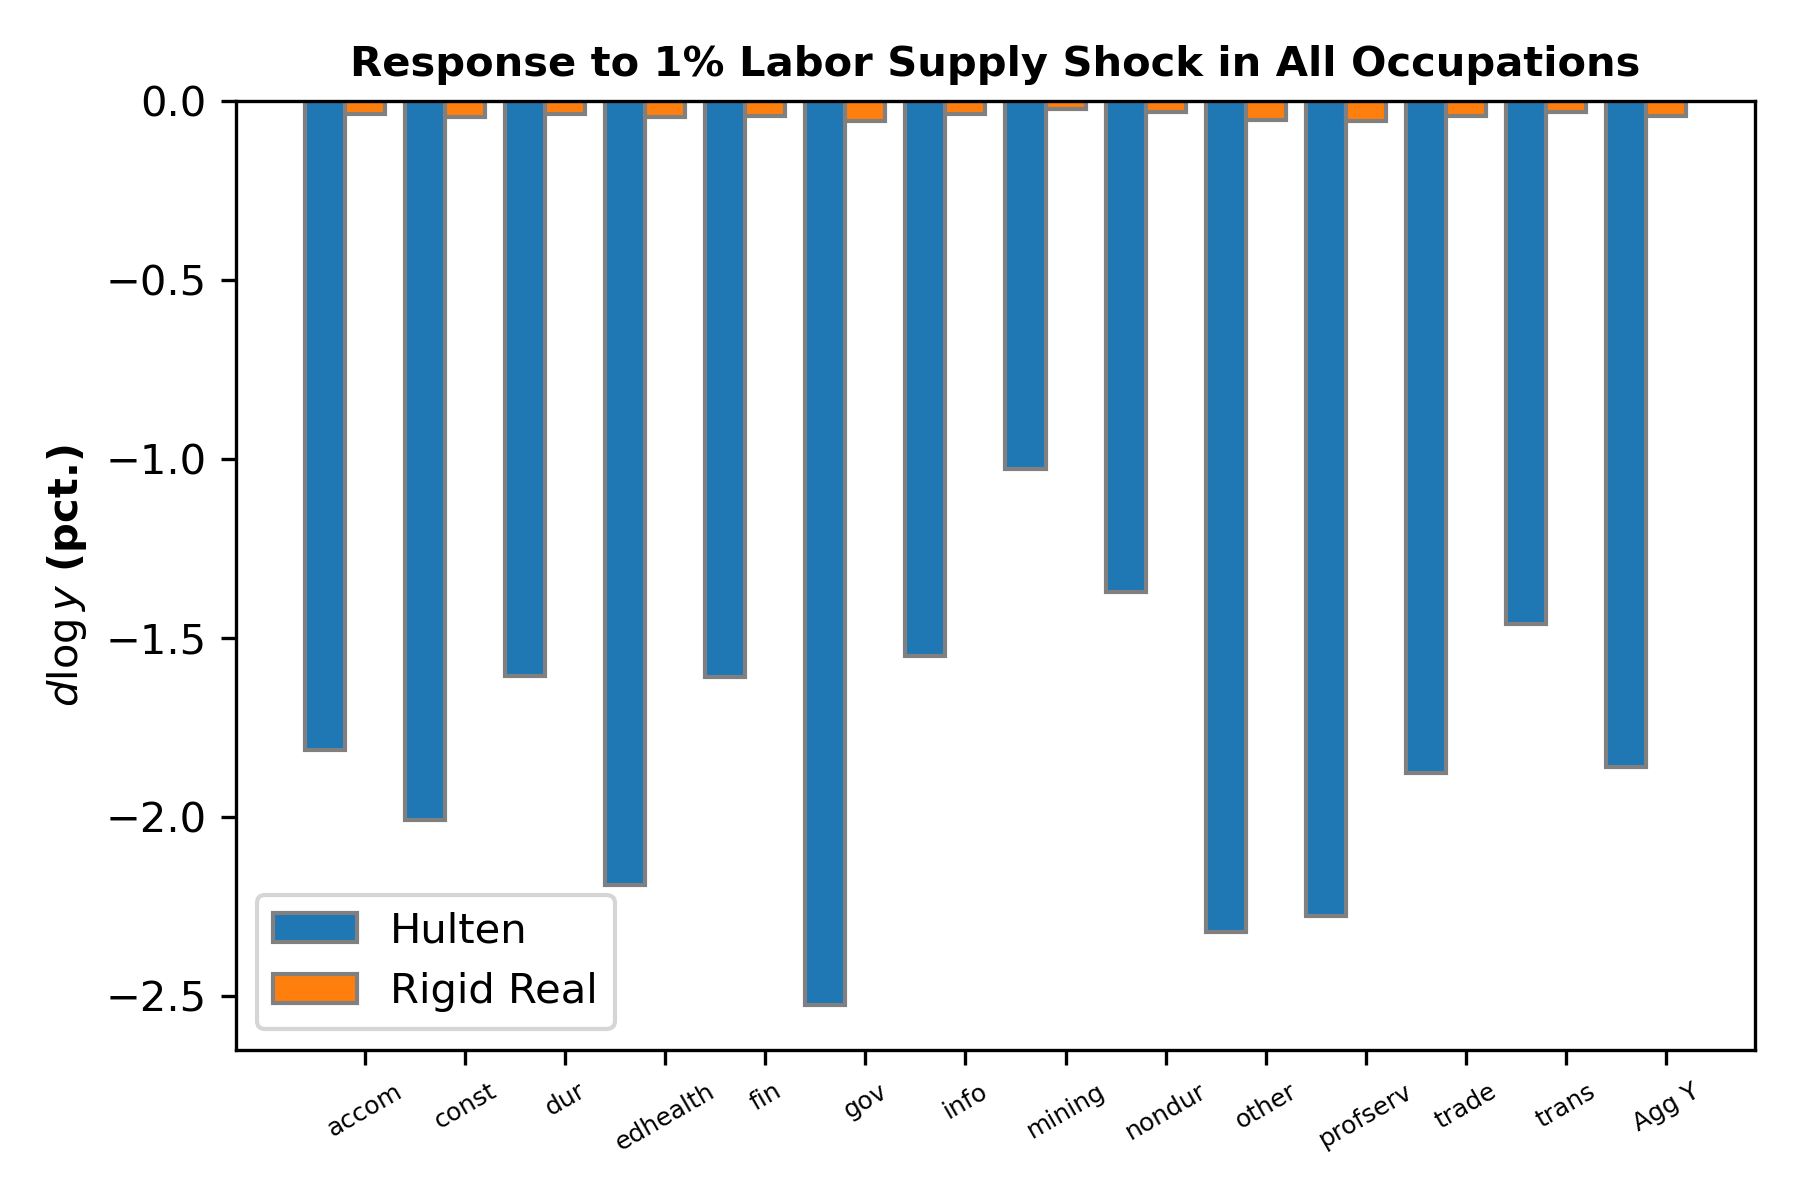 Response to 1% Labor Supply Shock in All Occupations
0.0
−0.5
−1.0
−1.5
−2.0
−2.5
dlog y (pct.)
Hulten
Rigid Real
accom
const
dur
edhealth
fin
gov
info
mining
nondur
other
profserv
trade
trans
Agg Y